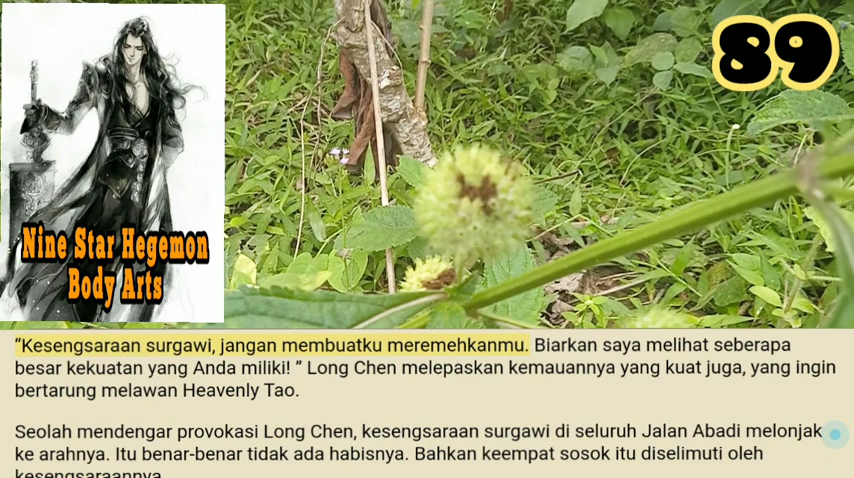 89
Nine Star Hegemon
Body Arts
“Kesengsaraan surgawi, jangan membuatku meremehkanmu. Biarkan saya melihat seberapa
besar kekuatan yang Anda miliki! ” Long Chen melepaskan kemauannya yang kuat juga, yang ingin
bertarung melawan Heavenly Tao.
Seolah mendengar provokasi Long Chen, kesengsaraan surgawi di seluruh Jalan Abadi melonjak
ke arahnya. Itu benar-benar tidak ada habisnya. Bahkan keempat sosok itu diselimuti oleh
kesengsaraannya